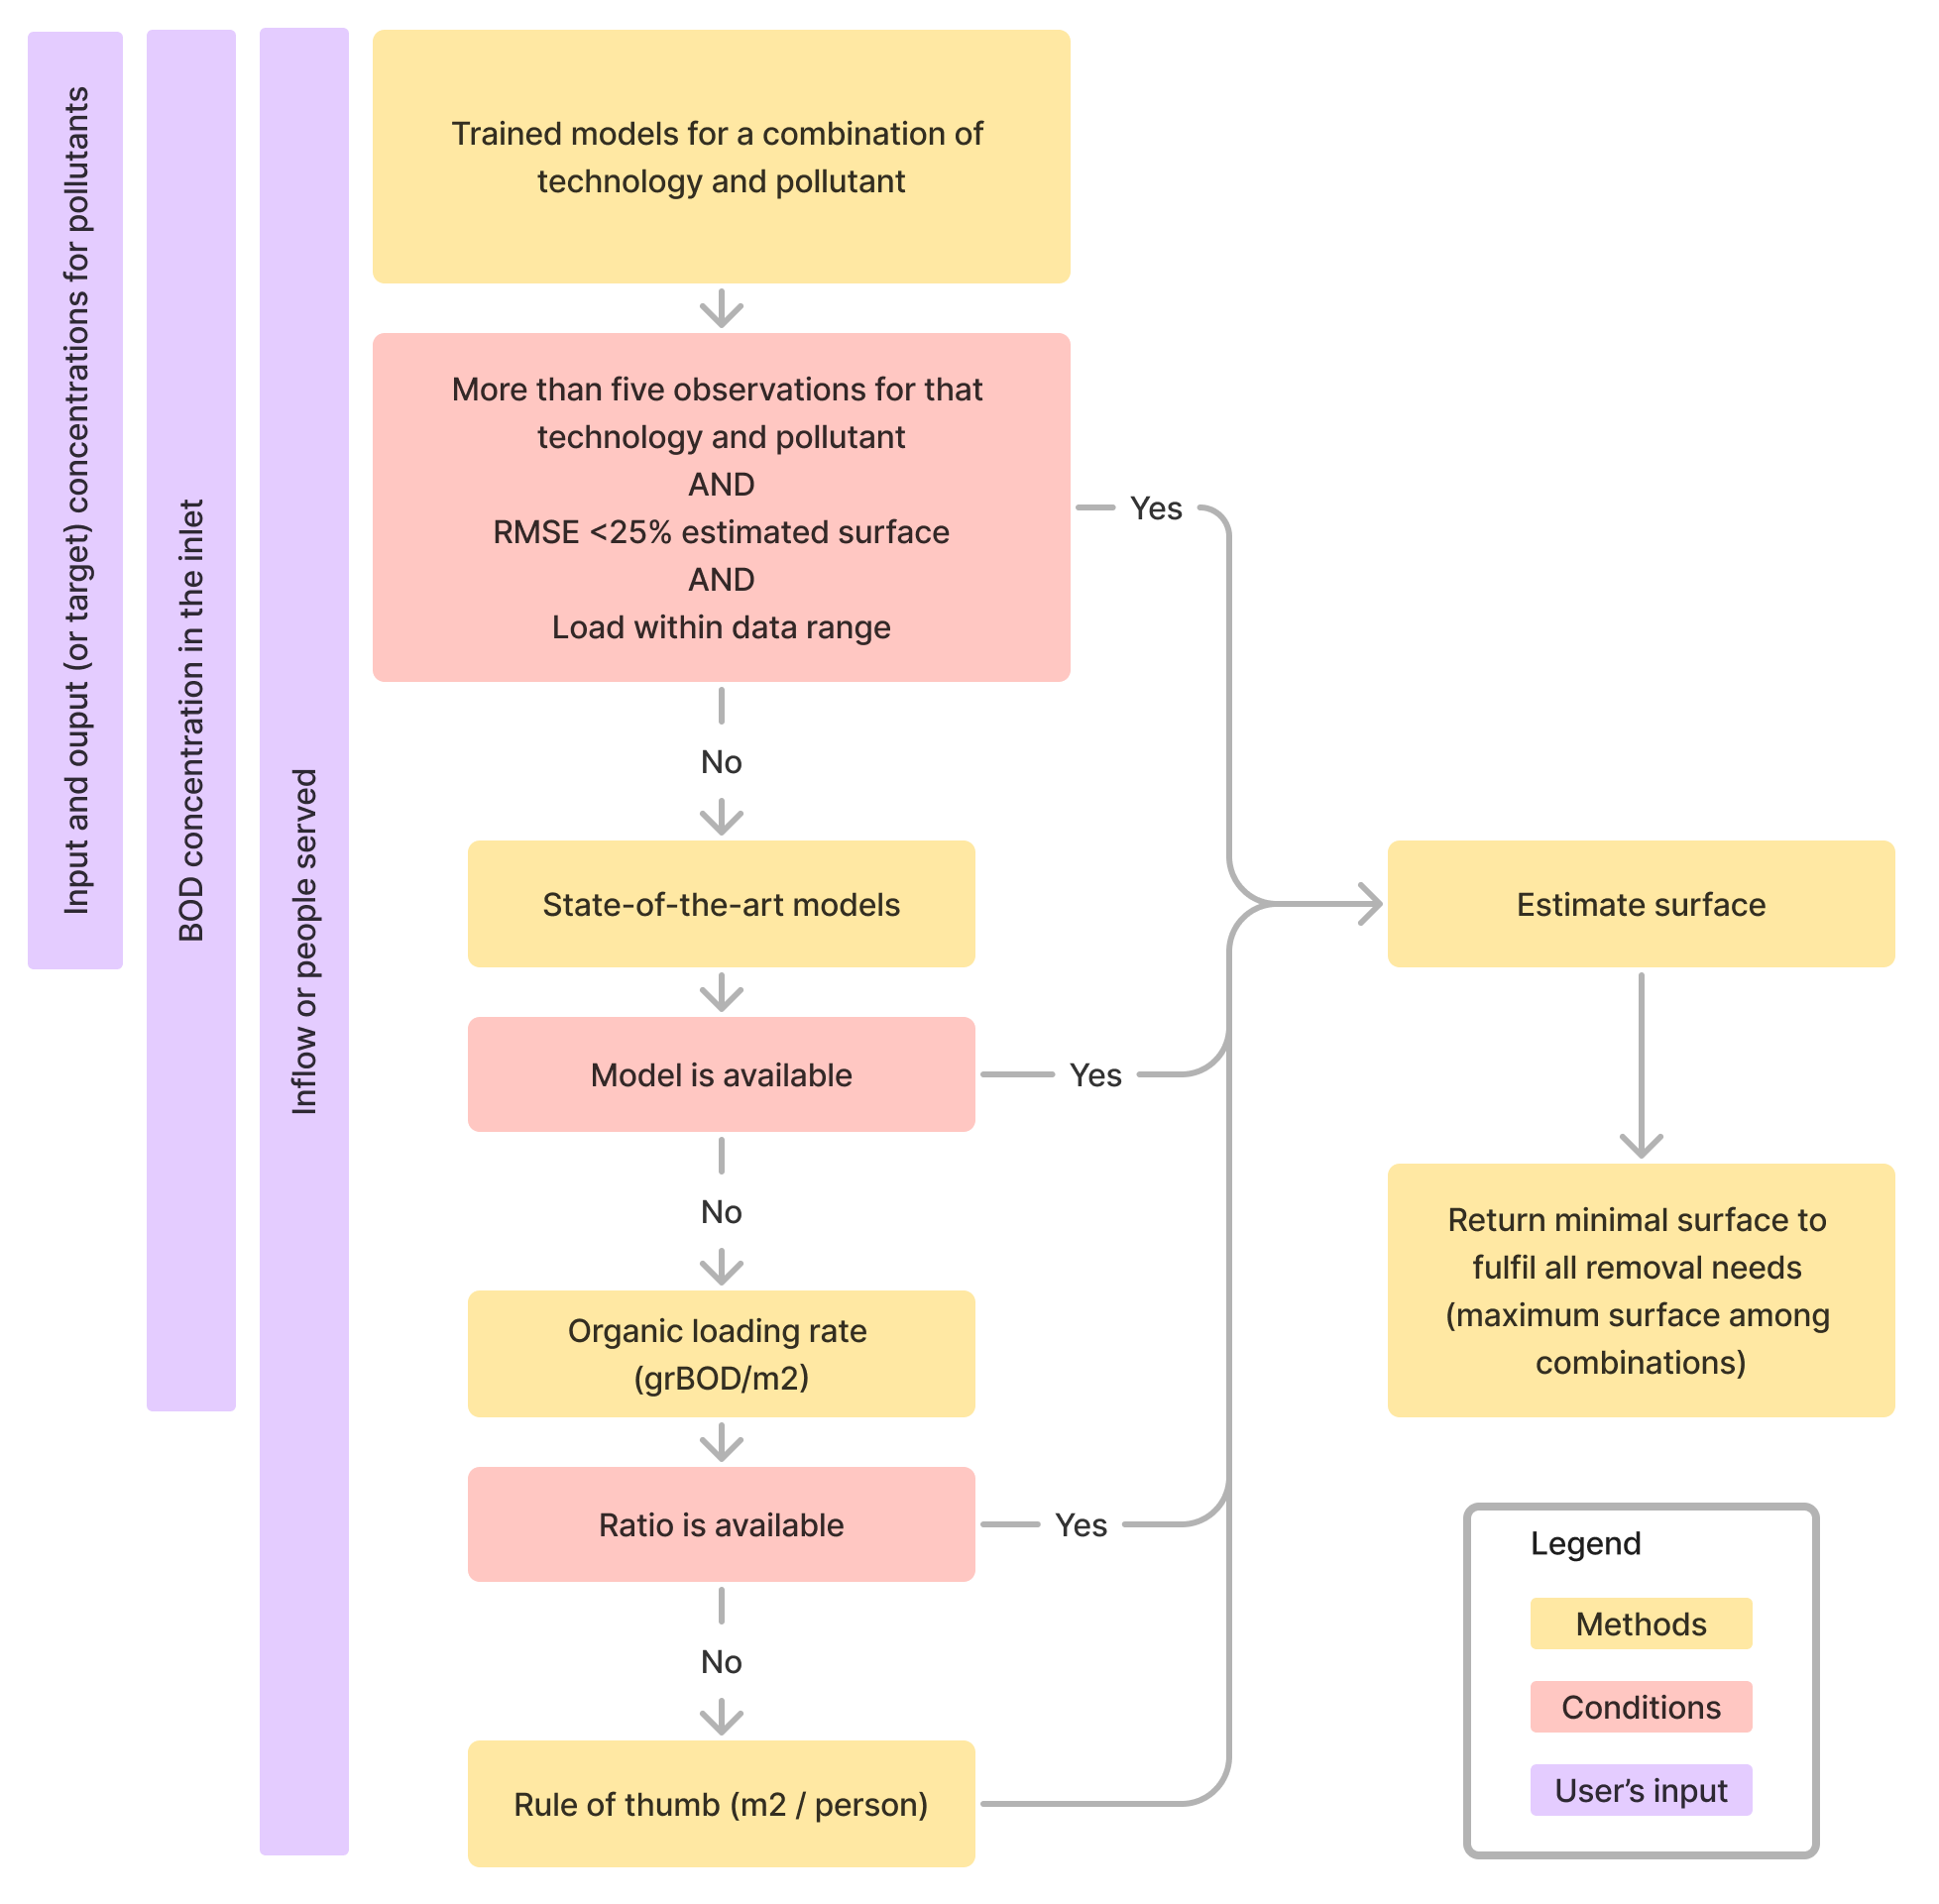 Input and ouput (or target) concentrations for pollutants
BOD concentration in the inlet
Inflow or people served
Trained models for a combination of
technology and pollutant
More than five observations for that
technology and pollutant
AND
RMSE <25% estimated surface
AND
Load within data range
Yes
No
State-of-the-art models
Estimate surface
Model is available
Yes
No
Return minimal surface to
fulfil all removal needs
(maximum surface among
combinations)
Organic loading rate
(grBOD/m2)
Ratio is available
Yes
No
Rule of thumb (m2 / person)
Legend
Methods
Conditions
User’s input